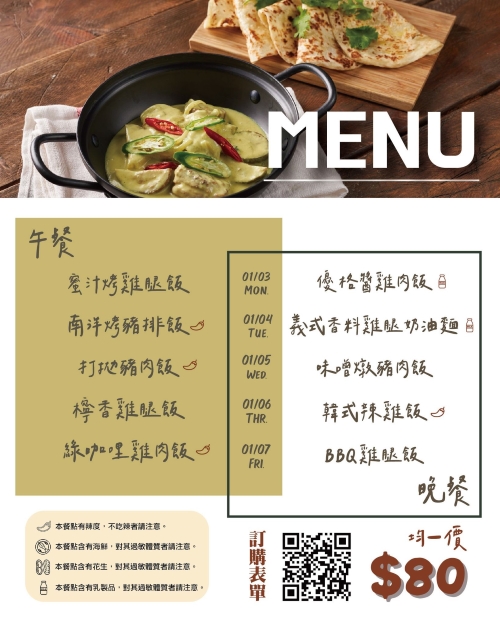 MENU
午餐
蜜汁烤雞腿飯
南洋烤豬排飯
打拋豬肉飯
檸香雞腿飯
綠咖哩雞肉飯
01/03
MON.
01/04
TUE.
01/05
WED.
01/06
THR.
01/07
FRI.
優格醬雞肉飯
義式香料雞腿奶油麵
味噌燉豬肉飯
韓式辣雞飯
BBQ雞腿飯
晚餐
本餐點有辣度，不吃辣者請注意。
本餐點含有海鮮，對其過敏體質者請注意。
本餐點含有花生，對其過敏體質者請注意。
本餐點含有乳製品，對其過敏體質者請注意。
訂購表單
均一價
$80